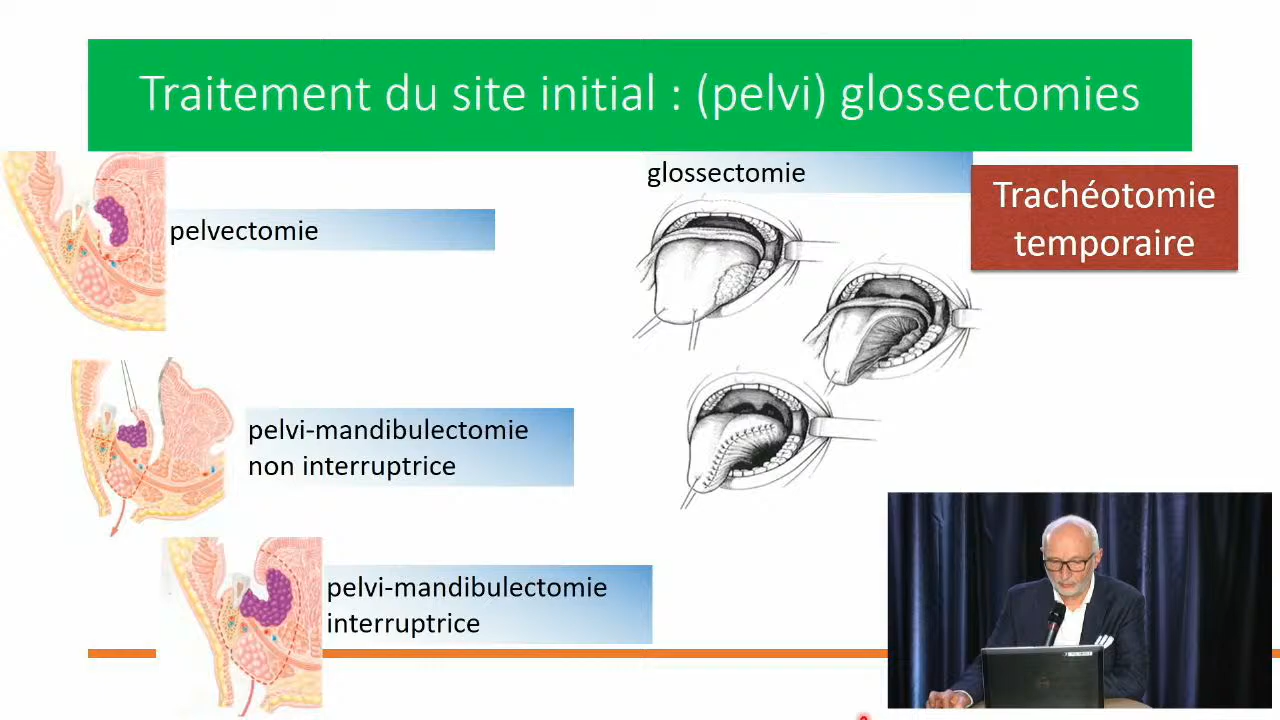 Traitement du site initial : (pelvi) glossectomies
glossectomie
Trachéotomie
temporaire
pelvectomie
pelvi-mandibulectomie
non interruptrice
pelvi-mandibulectomie
interruptrice